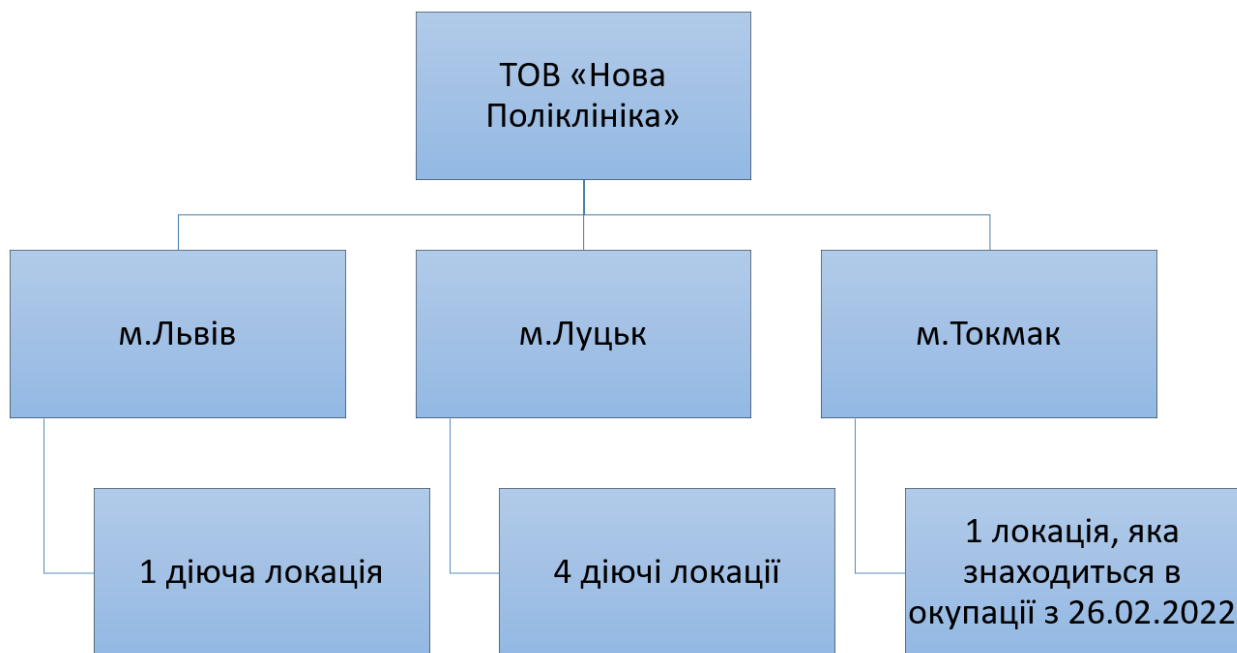 ТОВ «Нова
Поліклініка»
м.Львів
м.Луцьк
м.Токмак
1 діюча локація
4 діючі локації
1 локація, яка
знаходиться в
окупації з 26.02.2022